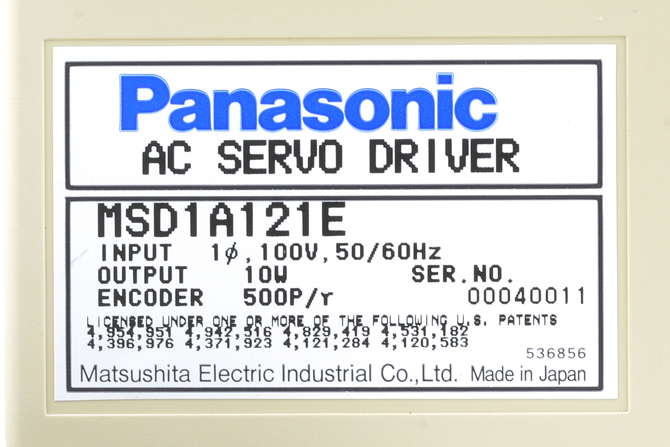 Panasonic
AC SERVO DRIVER
MSD1A121E
INPUT 1ϕ,100V,50/60Hz
OUTPUT 10W SER.NO.
ENCODER 500P/r 00040011
LICENSED UNDER ONE OR MORE OF THE FOLLOWING U.S. PATENTS
4,954,951 4,942,516 4,829,419 4,531,182
4,396,976 4,371,923 4,121,284 4,120,583
536856
Matsushita Electric Industrial Co.,Ltd. Made in Japan